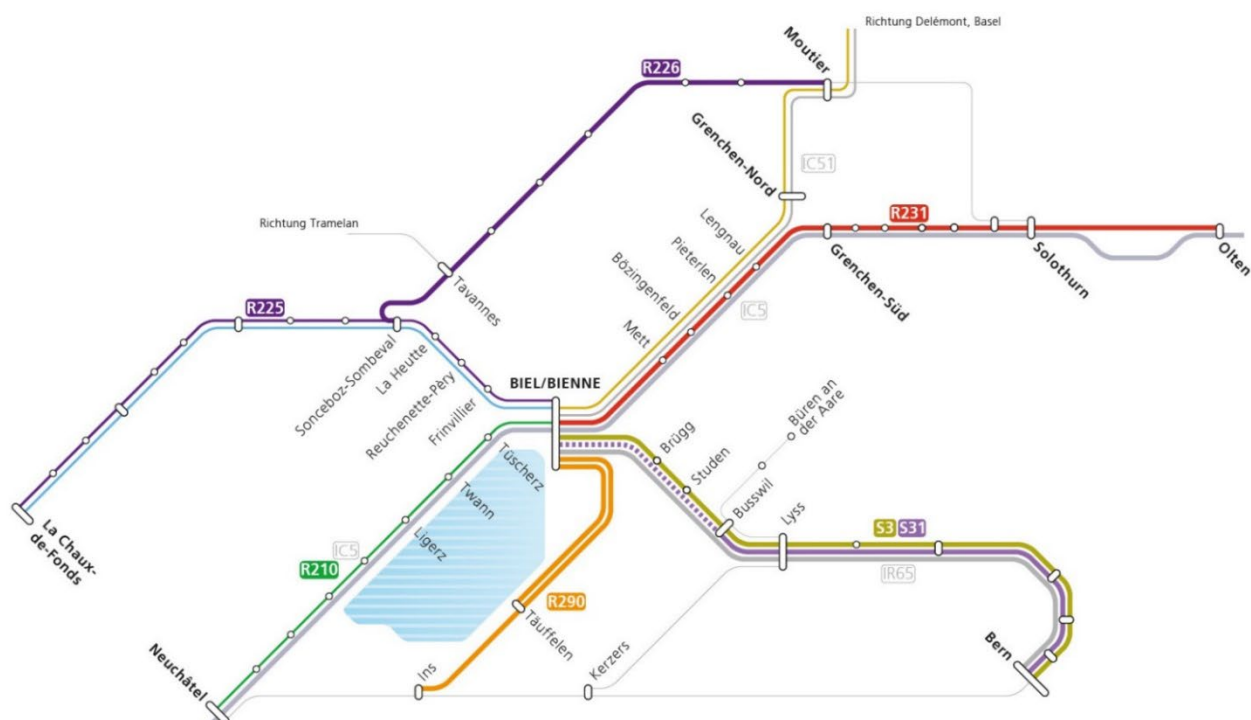 Richtung Delémont, Basel
Moutier
R226
Grenchen-Nord
IC51
Richtung Tramelan
Lengnau
R231
Pieterlen
Bözingenfeld
Tavannes
Grenchen-Süd
Solothurn
Olten
R225
IC5
Mett
Sonceboz-Sombeval
La Heutte
Reuchenette-Péry
Frinvillier
BIEL/BIENNE
Büren an
der Aare
Brügg
Studen
Busswil
Lyss
Tüscherz
Twann
Ligerz
La Chaux-
de-Fonds
IC5
R210
S3 S31
IR65
R290
Täuffelen
Neuchâtel
Ins
Kerzers
Bern